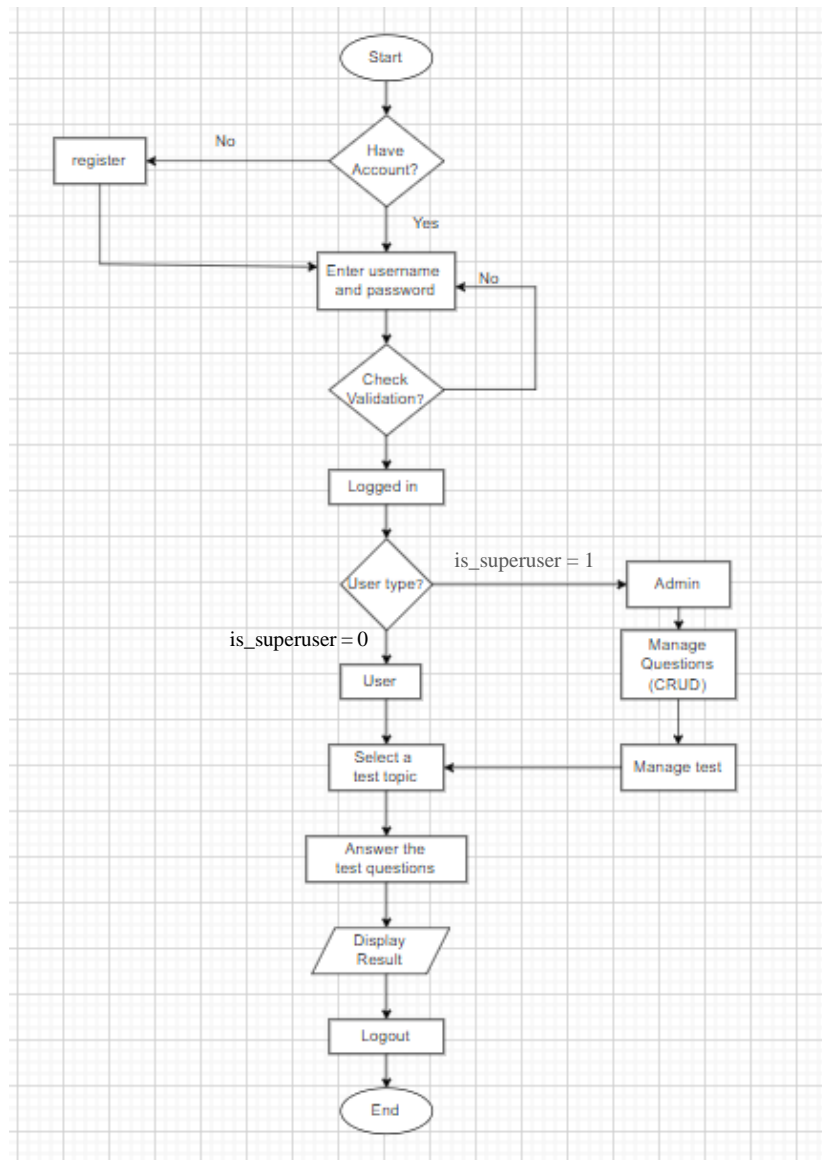 Start
Have
Account?
No
register
Yes
Enter username
and password
No
Check
Validation?
Logged in
User type?
is_superuser = 1
Admin
is_superuser = 0
Manage
Questions
(CRUD)
User
Select a
test topic
Manage test
Answer the
test questions
Display
Result
Logout
End